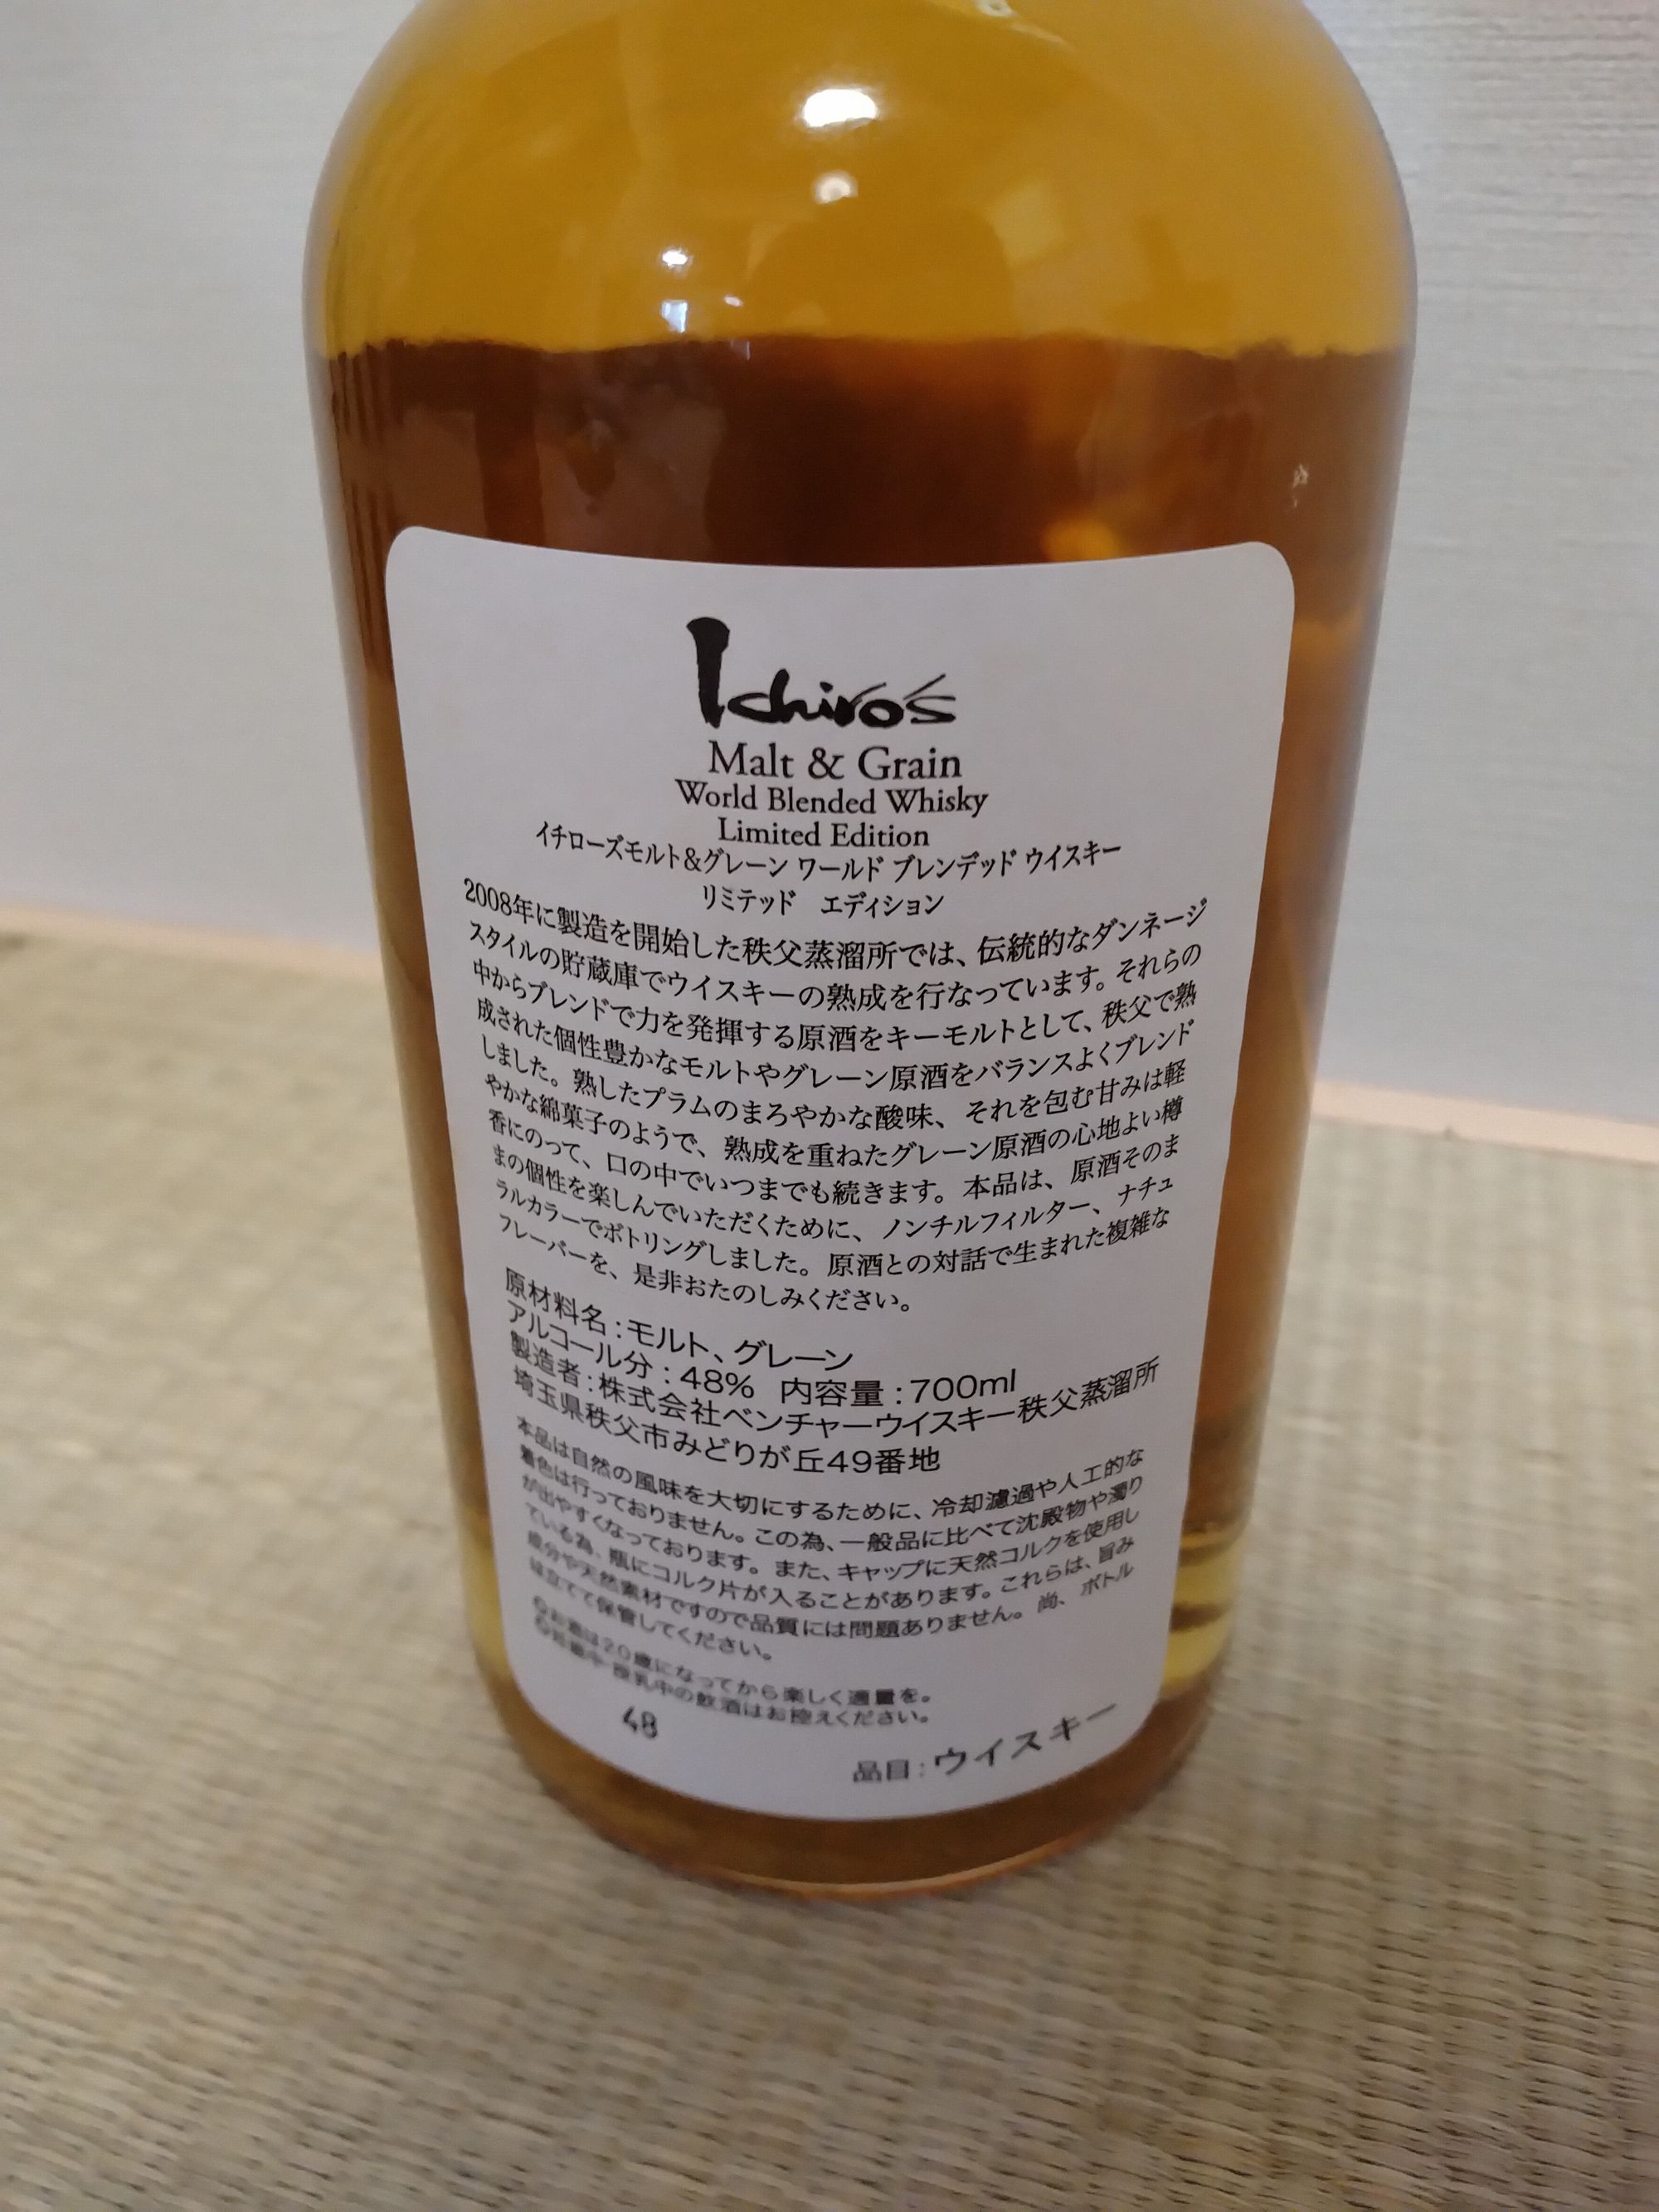 Ichiro's
Malt & Grain
World Blended Whisky
Limited Edition
イチローズモルト&グレーン ワールド ブレンデッド ウイスキー
リミテッド　エディション
2008年に製造を開始した秩父蒸溜所では、伝統的なダンネージ
スタイルの貯蔵庫でウイスキーの熟成を行なっています。それらの
中からブレンドで力を発揮する原酒をキーモルトとして、秩父で熟
成された個性豊かなモルトやグレーン原酒をバランスよくブレンド
しました。熟したプラムのまろやかな酸味、それを包む甘みは軽
やかな綿菓子のようで、熟成を重ねたグレーン原酒の心地よい樽
香にのって、口の中でいつまでも続きます。本品は、原酒そのま
まの個性を楽しんでいただくために、ノンチルフィルター、ナチュ
ラルカラーでボトリングしました。原酒との対話で生まれた複雑な
フレーバーを、是非おたのしみください。
原材料名:モルト、グレーン
アルコール分:48% 内容量:700ml
製造者:株式会社ベンチャーウイスキー秩父蒸溜所
埼玉県秩父市みどりが丘49番地
本品は自然の風味を大切にするために、冷却濾過や人工的な
着色は行っておりません。この為、一般品に比べて沈殿物や濁り
が出やすくなっております。また、キャップに天然コルクを使用し
ている為、瓶にコルク片が入ることがあります。これらは、旨み
成分や天然素材ですので品質には問題ありません。尚、ボトル
は立てて保管してください。
お酒は20歳になってから楽しく適量を。
妊娠中・授乳中の飲酒はお控えください。
48
品目:ウイスキー